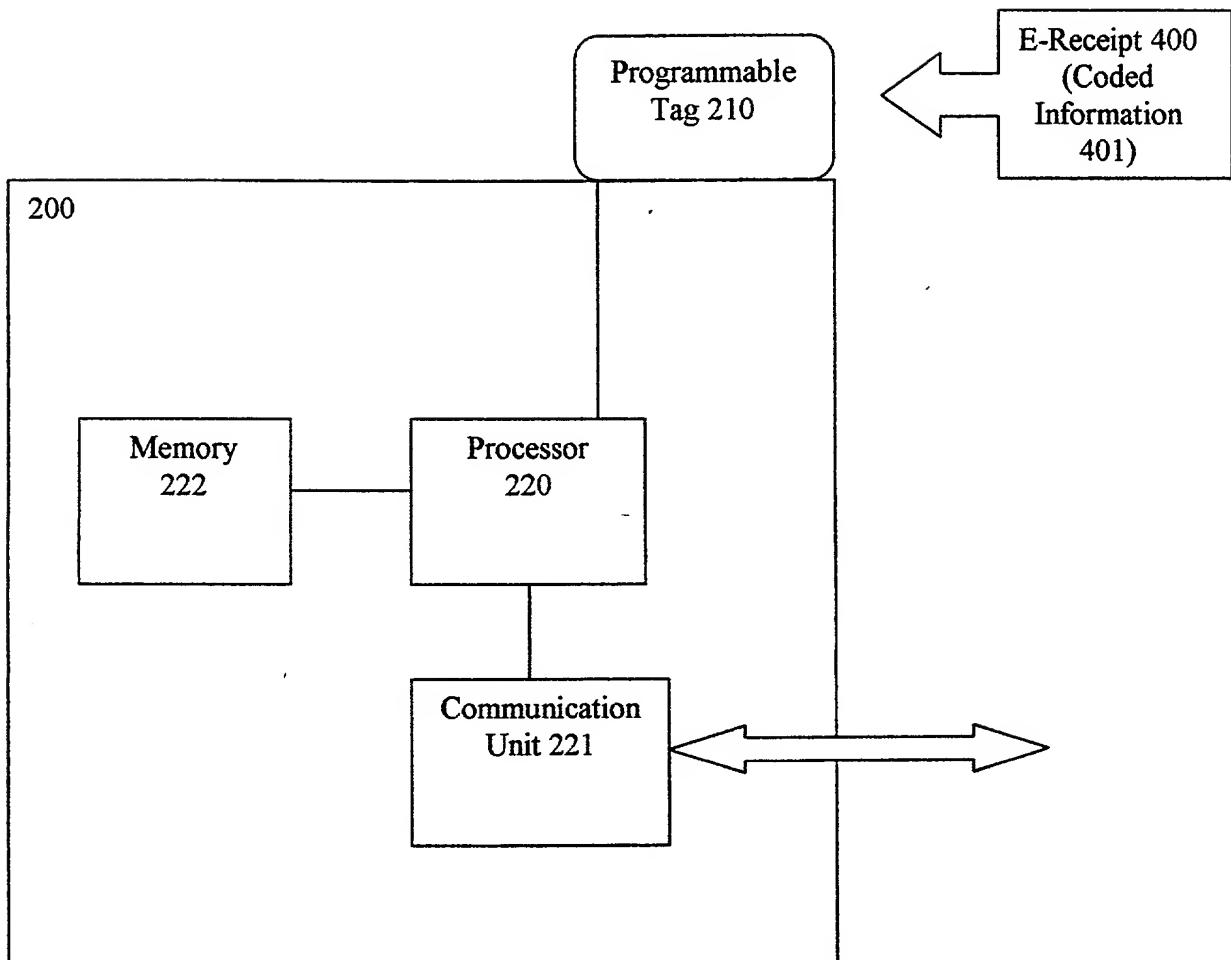 Programmable
Tag 210
E-Receipt 400
(Coded
Information
401)
200
Memory
222
Processor
220
Communication
Unit 221